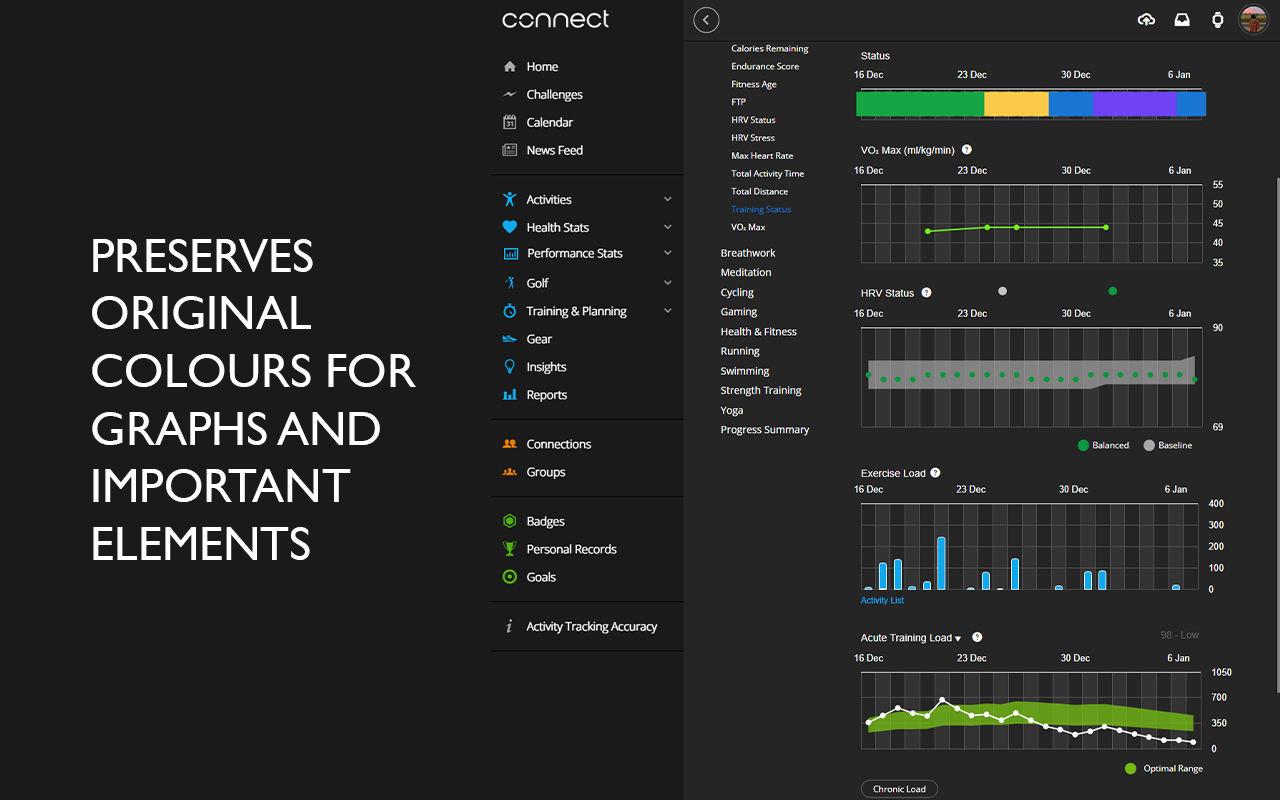 PRESERVES
ORIGINAL
COLOURS FOR
GRAPHS AND
IMPORTANT
ELEMENTS
connect
Home
Challenges
31
Calendar
News Feed
Activities
Health Stats
Performance Stats
Golf
Training & Planning
Gear
Insights
Reports
Connections
Groups
Badges
Personal Records
Goals
i
Activity Tracking Accuracy
Calories Remaining
Endurance Score
Fitness Age
FTP
HRV Status
HRV Stress
Max Heart Rate
Total Activity Time
Total Distance
Training Status
VO₂ Max
Breathwork
Meditation
Cycling
Gaming
Health & Fitness
Running
Swimming
Strength Training
Yoga
Progress Summary
Status
16 Dec 23 Dec 30 Dec 6 Jan
VO₂ Max (ml/kg/min) ?
16 Dec 23 Dec 30 Dec 6 Jan
55
50
45
40
35
HRV Status ?
16 Dec 23 Dec 30 Dec 6 Jan
90
69
Balanced Baseline
Exercise Load ?
16 Dec 23 Dec 30 Dec 6 Jan
400
300
200
100
0
Activity List
Acute Training Load ▾ ? 98 - Low
16 Dec 23 Dec 30 Dec 6 Jan
1050
700
350
0
Optimal Range
Chronic Load